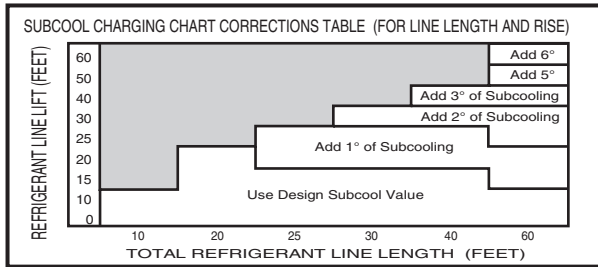 SUBCOOL CHARGING CHART CORRECTIONS TABLE (FOR LINE LENGTH AND RISE)
REFRIGERANT LINE LIFT (FEET)
60
Add 6°
50
Add 5°
40
Add 3° of Subcooling
30
Add 2° of Subcooling
25
20
Add 1° of Subcooling
15
10
Use Design Subcool Value
0
10 20 25 30 40 60
TOTAL REFRIGERANT LINE LENGTH (FEET)